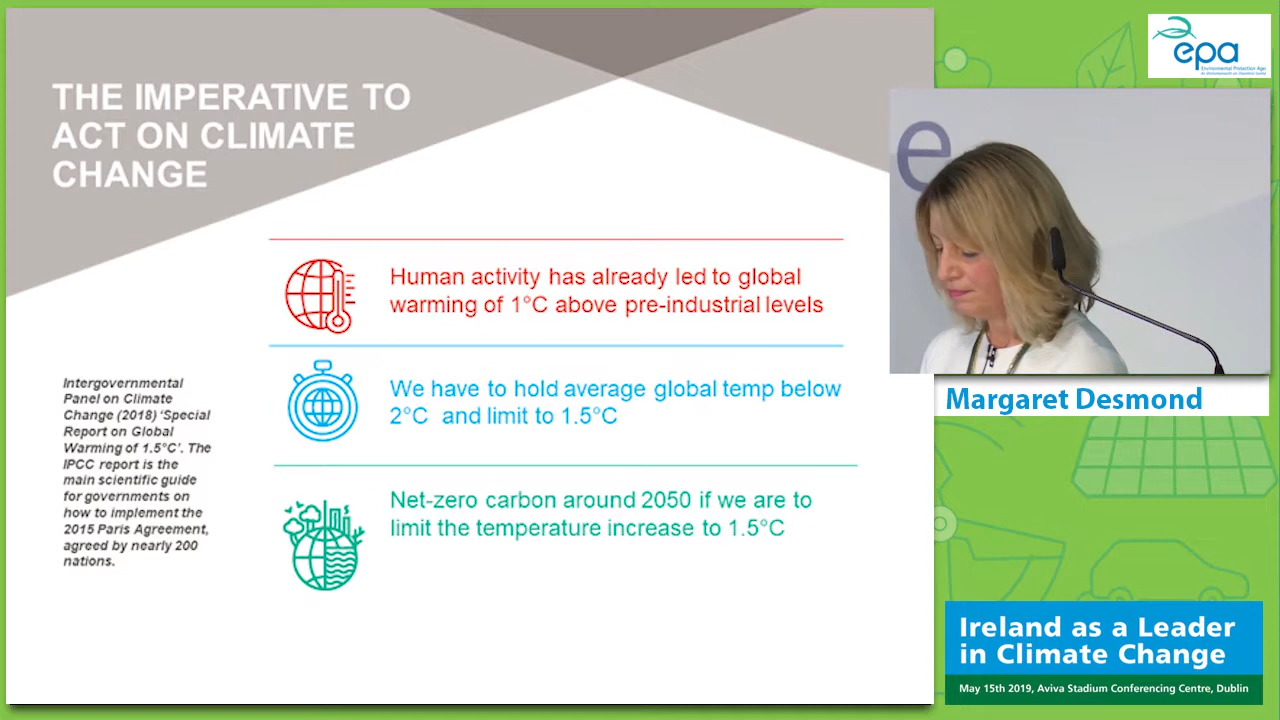 THE IMPERATIVE TO
ACT ON CLIMATE
CHANGE
Human activity has already led to global
warming of 1°C above pre-industrial levels
We have to hold average global temp below
2°C and limit to 1.5°C
Net-zero carbon around 2050 if we are to
limit the temperature increase to 1.5°C
Intergovernmental
Panel on Climate
Change (2018) ‘Special
Report on Global
Warming of 1.5°C’. The
IPCC report is the
main scientific guide
for governments on
how to implement the
2015 Paris Agreement,
agreed by nearly 200
nations.
epa
e
Margaret Desmond
Ireland as a Leader
in Climate Change
May 15th 2019, Aviva Stadium Conferencing Centre, Dublin